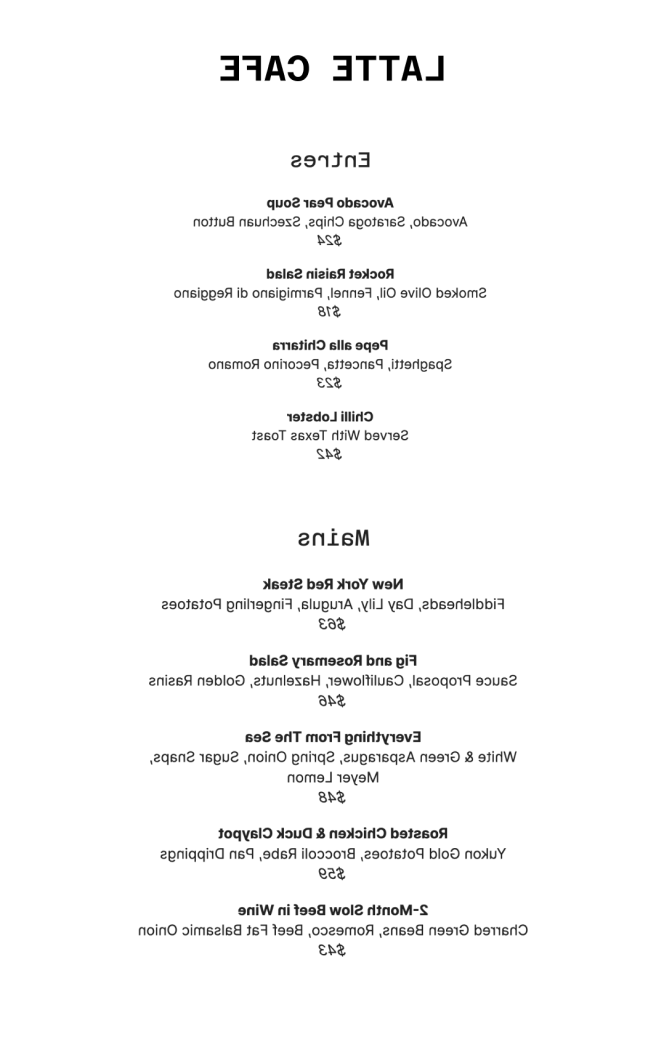 LATTE CAFE
Entres
Avocado Pear Soup
Avocado, Saratoga Chips, Szechuan Button
$24
Rocket Raisin Salad
Smoked Olive Oil, Fennel, Parmigiano di Reggieno
$18
Pepe alla Chitarra
Spaghetti, Pancetta, Pecorino Romano
$23
Chilli Lobster
Served With Texas Toast
$42
Mains
New York Red Steak
Fiddleheads, Day Lily, Arugula, Fingerling Potatoes
$63
Fig and Rosemary Salad
Sauce Proposal, Cauliflower, Hazelnuts, Golden Rasins
$46
Everything From The Sea
White & Green Asparagus, Spring Onion, Sugar Snaps,
Meyer Lemon
$48
Roasted Chicken & Duck Claypot
Yukon Gold Potatoes, Broccoli Rabe, Pan Drippings
$59
2-Month Slow Beef in Wine
Charred Green Beans, Romesco, Beef Fat Balsamic Onion
$43